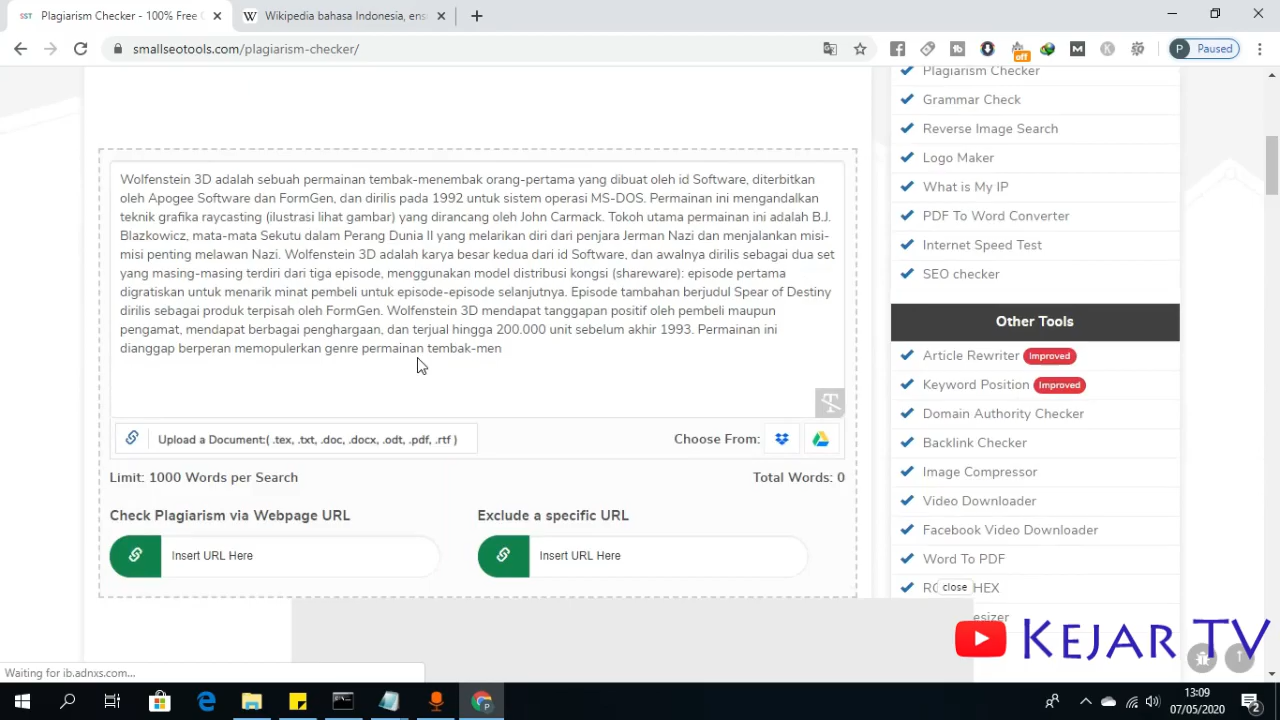 Plagiarism Checker - 100% Free
Wikipedia bahasa Indonesia, ens
smallseotools.com/plagiarism-checker/
off
P Paused
Wolfenstein 3D adalah sebuah permainan tembak-menembak orang-pertama yang dibuat oleh id Software, diterbitkan
oleh Apogee Software dan FormGen, dan dirilis pada 1992 untuk sistem operasi MS-DOS. Permainan ini mengandalkan
teknik grafika raycasting (ilustrasi lihat gambar) yang dirancang oleh John Carmack. Tokoh utama permainan ini adalah B.J.
Blazkowicz, mata-mata Sekutu dalam Perang Dunia II yang melarikan diri dari penjara Jerman Nazi dan menjalankan misi-
misi penting melawan Nazi. Wolfenstein 3D adalah karya besar kedua dari id Software, dan awalnya dirilis sebagai dua set
yang masing-masing terdiri dari tiga episode, menggunakan model distribusi kongsi (shareware): episode pertama
digratiskan untuk menarik minat pembeli untuk episode-episode selanjutnya. Episode tambahan berjudul Spear of Destiny
dirilis sebagai produk terpisah oleh FormGen. Wolfenstein 3D mendapat tanggapan positif oleh pembeli maupun
pengamat, mendapat berbagai penghargaan, dan terjual hingga 200.000 unit sebelum akhir 1993. Permainan ini
dianggap berperan memopulerkan genre permainan tembak-men
Upload a Document:( .tex, .txt, .doc, .docx, .odt, .pdf, .rtf )
Choose From:
Limit: 1000 Words per Search
Total Words: 0
Check Plagiarism via Webpage URL
Exclude a specific URL
Insert URL Here
Insert URL Here
Plagiarism Checker
Grammar Check
Reverse Image Search
Logo Maker
What is My IP
PDF To Word Converter
Internet Speed Test
SEO checker
Other Tools
Article Rewriter Improved
Keyword Position Improved
Domain Authority Checker
Backlink Checker
Image Compressor
Video Downloader
Facebook Video Downloader
Word To PDF
close
HEX
KEJAR TV
Waiting for ib.adnxs.com...
13:09
07/05/2020
2